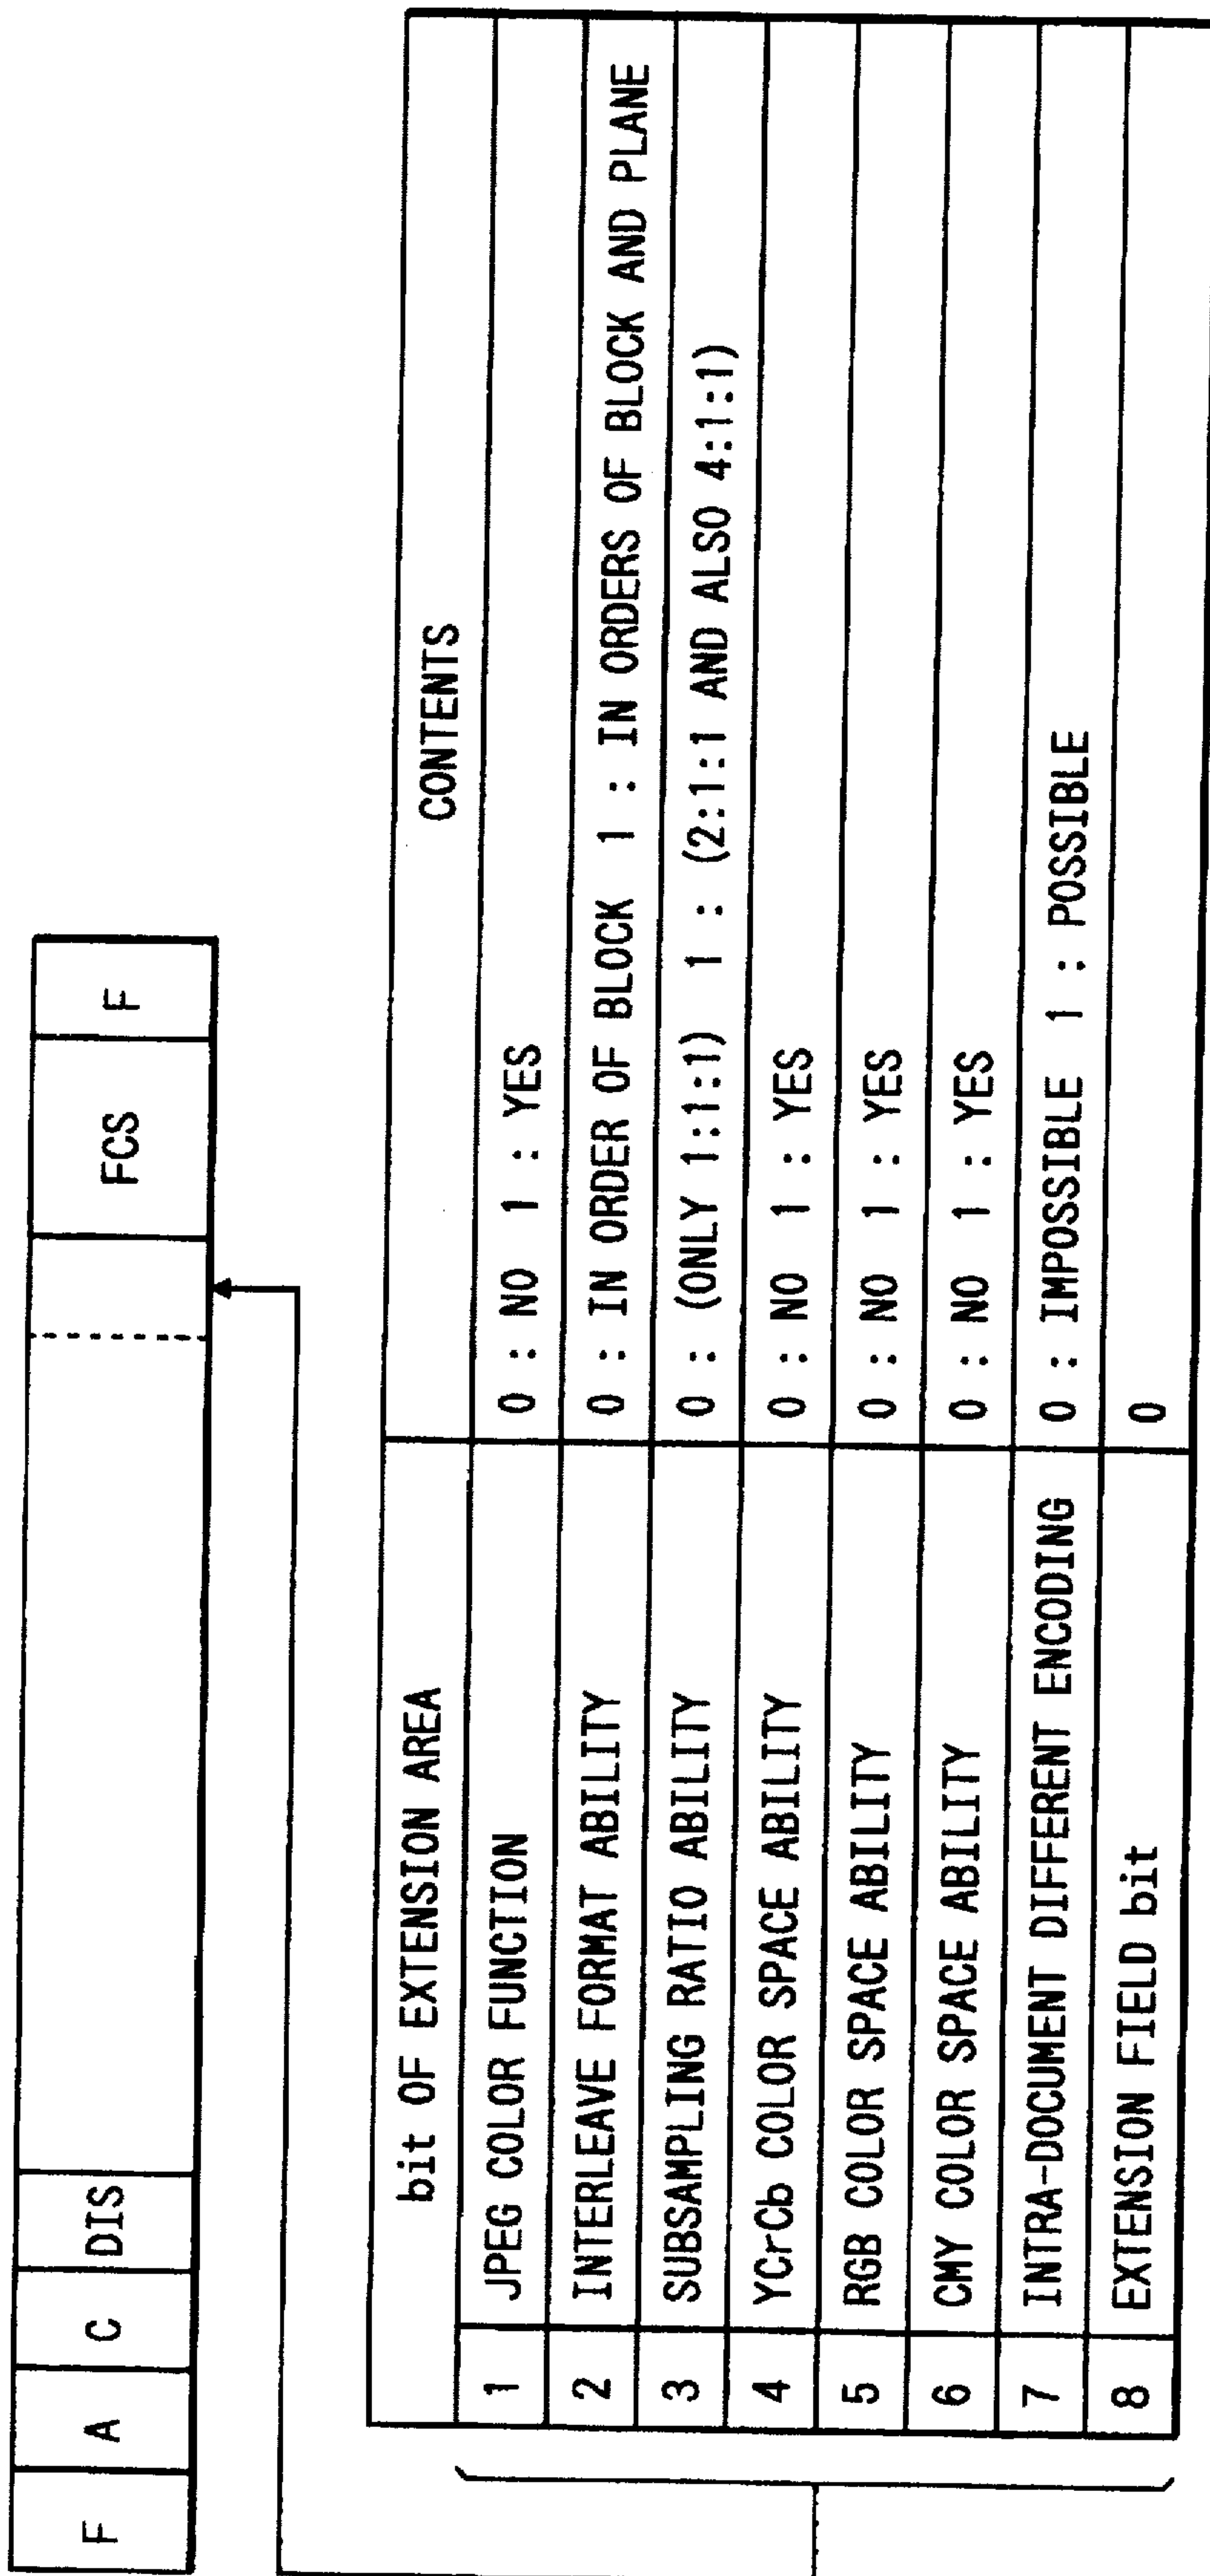 F A C DIS FCS F
bit OF EXTENSION AREA CONTENTS
1 JPEG COLOR FUNCTION 0 : NO 1 : YES
2 INTERLEAVE FORMAT ABILITY 0 : IN ORDER OF BLOCK 1 : IN ORDERS OF BLOCK AND PLANE
3 SUBSAMPLING RATIO ABILITY 0 : (ONLY 1:1:1) 1 : (2:1:1 AND ALSO 4:1:1)
4 YCrCb COLOR SPACE ABILITY 0 : NO 1 : YES
5 RGB COLOR SPACE ABILITY 0 : NO 1 : YES
6 CMY COLOR SPACE ABILITY 0 : NO 1 : YES
7 INTRA-DOCUMENT DIFFERENT ENCODING 0 : IMPOSSIBLE 1 : POSSIBLE
8 EXTENSION FIELD bit 0